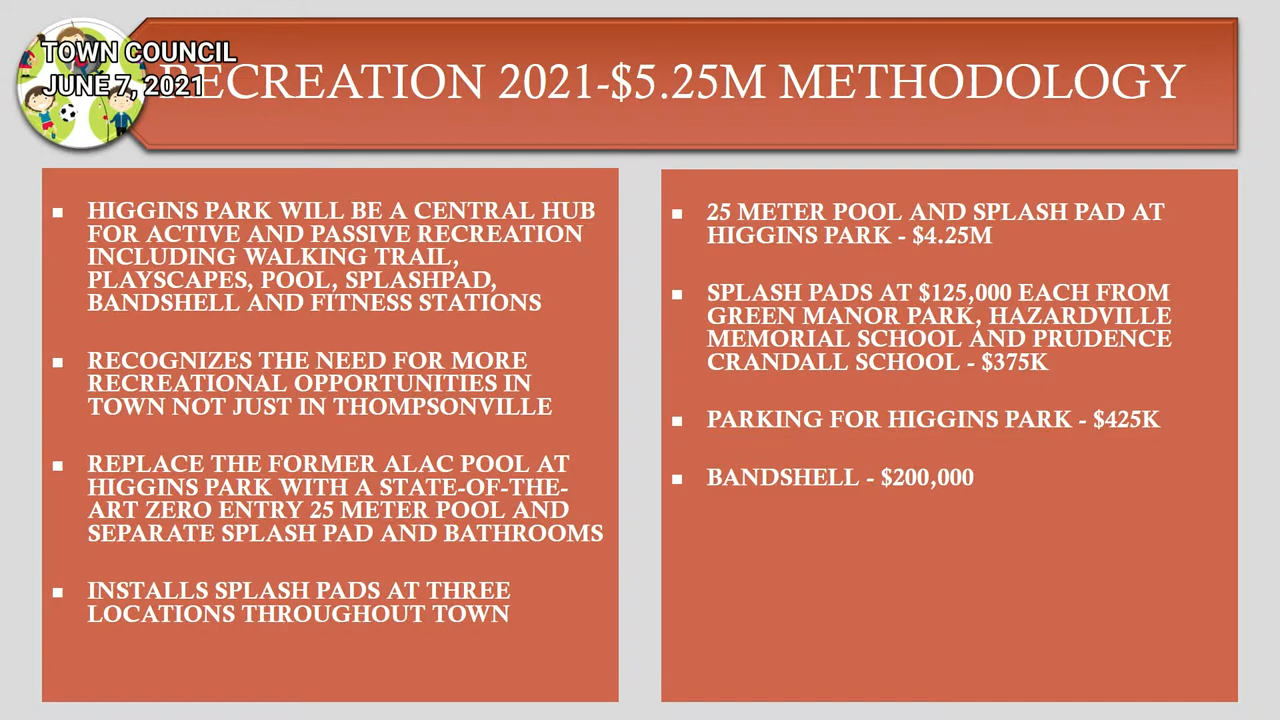 TOWN COUNCIL
JUNE 7, 2021
RECREATION 2021-$5.25M METHODOLOGY
HIGGINS PARK WILL BE A CENTRAL HUB
FOR ACTIVE AND PASSIVE RECREATION
INCLUDING WALKING TRAIL,
PLAYSCAPES, POOL, SPLASHPAD,
BANDSHELL AND FITNESS STATIONS
RECOGNIZES THE NEED FOR MORE
RECREATIONAL OPPORTUNITIES IN
TOWN NOT JUST IN THOMPSONVILLE
REPLACE THE FORMER ALAC POOL AT
HIGGINS PARK WITH A STATE-OF-THE-
ART ZERO ENTRY 25 METER POOL AND
SEPARATE SPLASH PAD AND BATHROOMS
INSTALLS SPLASH PADS AT THREE
LOCATIONS THROUGHOUT TOWN
25 METER POOL AND SPLASH PAD AT
HIGGINS PARK - $4.25M
SPLASH PADS AT $125,000 EACH FROM
GREEN MANOR PARK, HAZARDVILLE
MEMORIAL SCHOOL AND PRUDENCE
CRANDALL SCHOOL - $375K
PARKING FOR HIGGINS PARK - $425K
BANDSHELL - $200,000